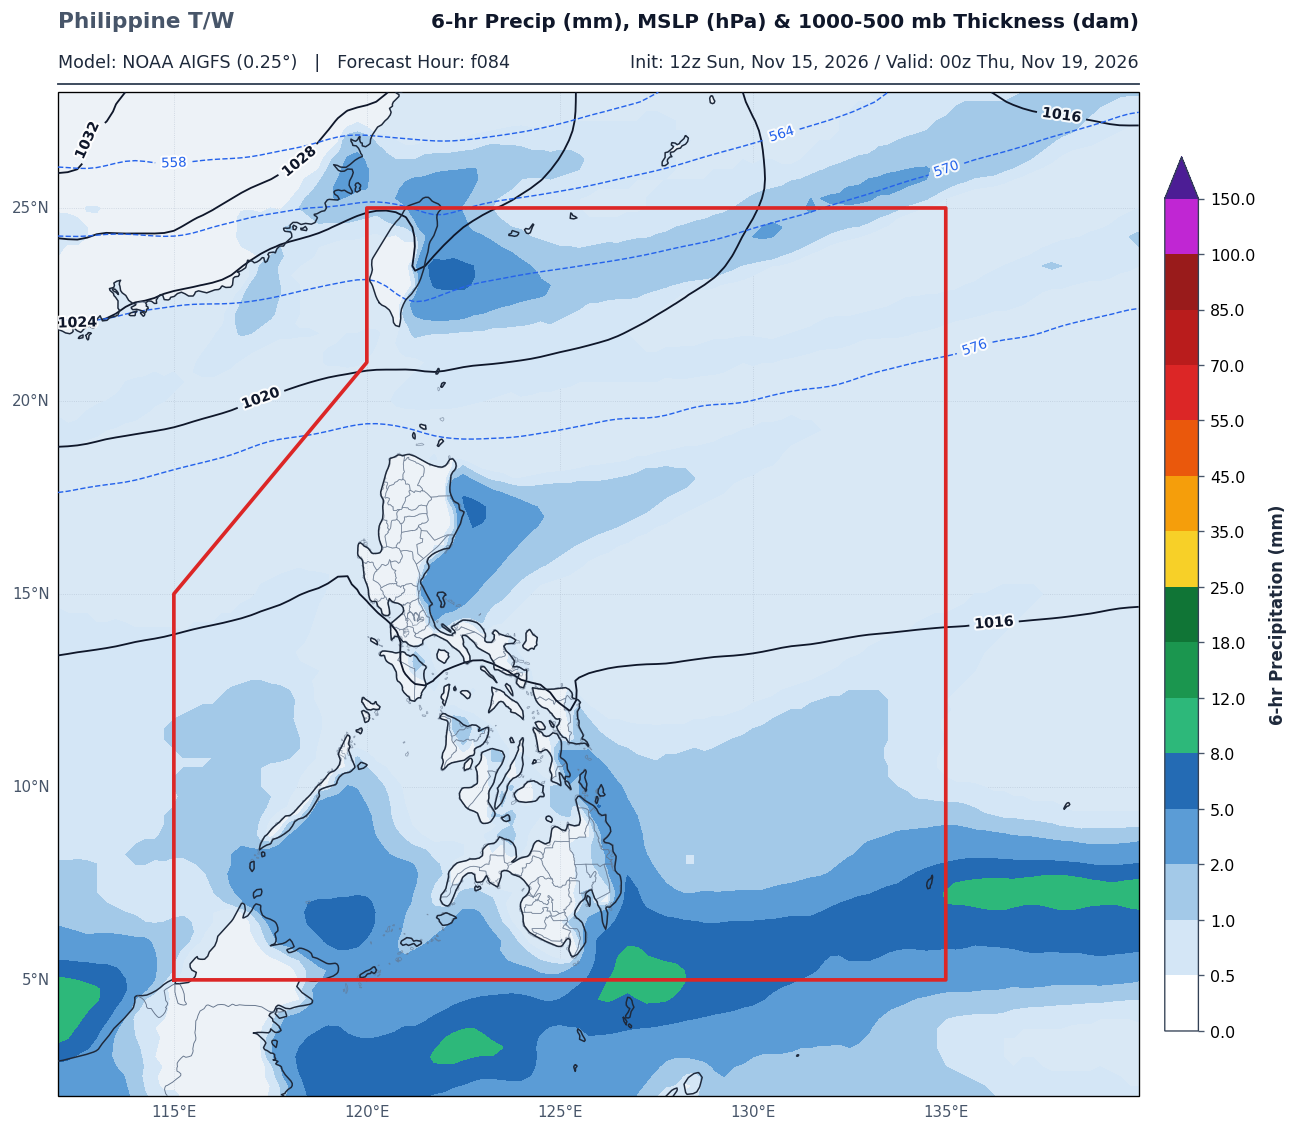 Philippine T/W
6-hr Precip (mm), MSLP (hPa) & 1000-500 mb Thickness (dam)
Model: NOAA AIGFS (0.25°) | Forecast Hour: f084
Init: 12z Sun, Nov 15, 2026 / Valid: 00z Thu, Nov 19, 2026
1032
1028
558
564
1016
570
1024
1020
576
1016
25°N
20°N
15°N
10°N
5°N
115°E
120°E
125°E
130°E
135°E
150.0
100.0
85.0
70.0
55.0
45.0
35.0
25.0
18.0
12.0
8.0
5.0
2.0
1.0
0.5
0.0
6-hr Precipitation (mm)